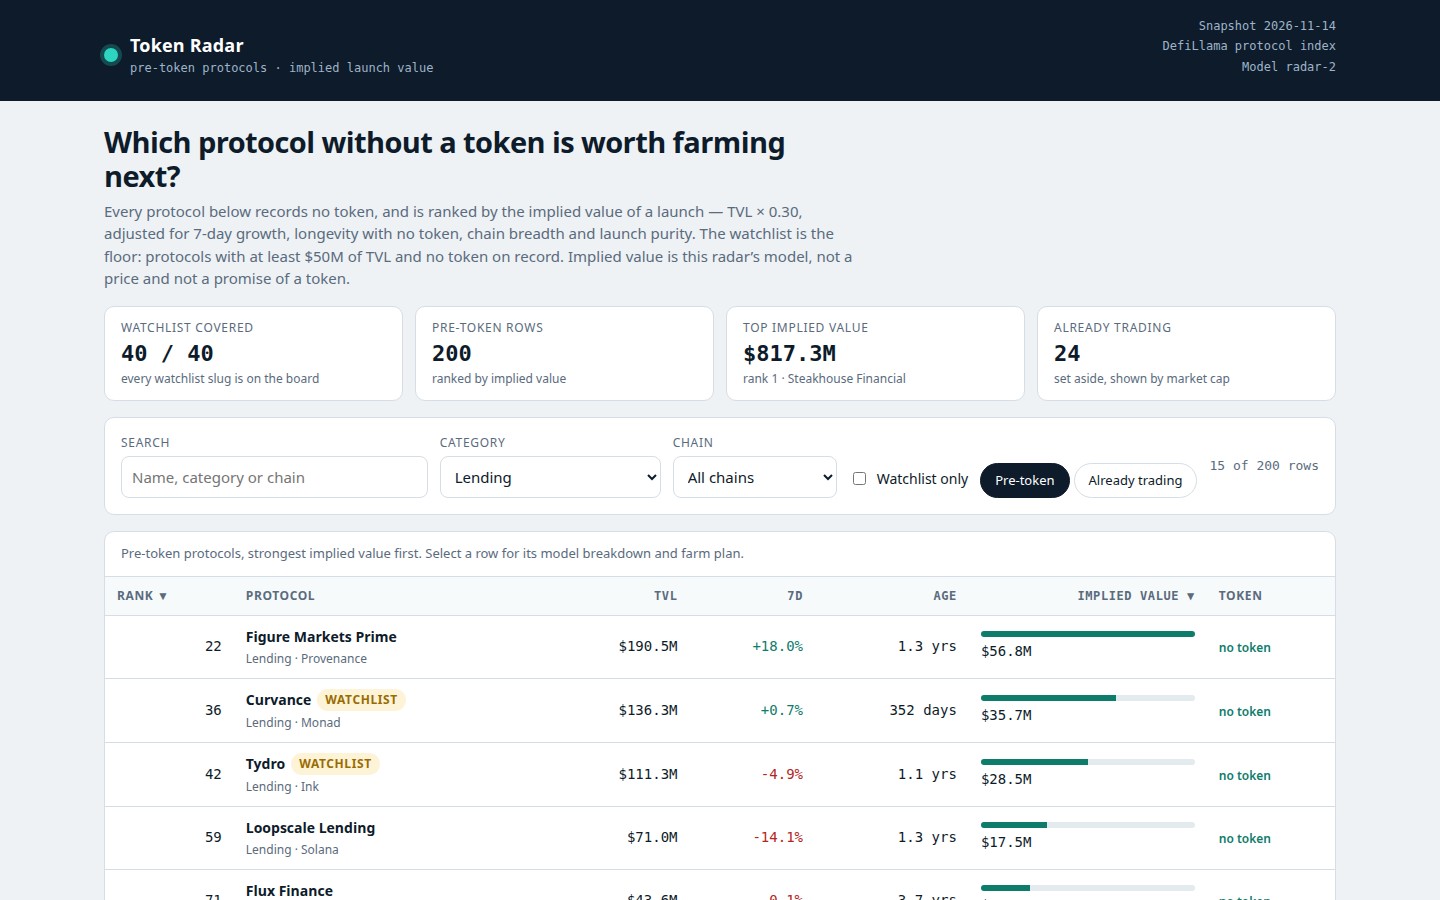 Token Radar
pre-token protocols · implied launch value
Snapshot 2026-11-14
DefiLlama protocol index
Model radar-2
Which protocol without a token is worth farming
next?
Every protocol below records no token, and is ranked by the implied value of a launch — TVL × 0.30,
adjusted for 7-day growth, longevity with no token, chain breadth and launch purity. The watchlist is the
floor: protocols with at least $50M of TVL and no token on record. Implied value is this radar’s model, not a
price and not a promise of a token.
WATCHLIST COVERED
40 / 40
every watchlist slug is on the board
PRE-TOKEN ROWS
200
ranked by implied value
TOP IMPLIED VALUE
$817.3M
rank 1 · Steakhouse Financial
ALREADY TRADING
24
set aside, shown by market cap
SEARCH
Name, category or chain
CATEGORY
Lending
CHAIN
All chains
Watchlist only
Pre-token
Already trading
15 of 200 rows
Pre-token protocols, strongest implied value first. Select a row for its model breakdown and farm plan.
RANK ▼ PROTOCOL TVL 7D AGE IMPLIED VALUE ▼ TOKEN
22 Figure Markets Prime $190.5M +18.0% 1.3 yrs $56.8M no token
Lending · Provenance
36 Curvance WATCHLIST $136.3M +0.7% 352 days $35.7M no token
Lending · Monad
42 Tydro WATCHLIST $111.3M -4.9% 1.1 yrs $28.5M no token
Lending · Ink
59 Loopscale Lending $71.0M -14.1% 1.3 yrs $17.5M no token
Lending · Solana
Flux Finance